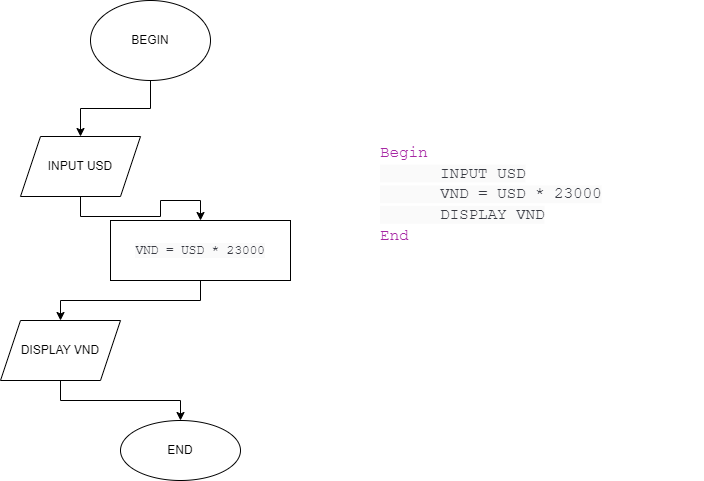 BEGIN
INPUT USD
VND = USD * 23000
DISPLAY VND
END
Begin
INPUT USD
VND = USD * 23000
DISPLAY VND
End